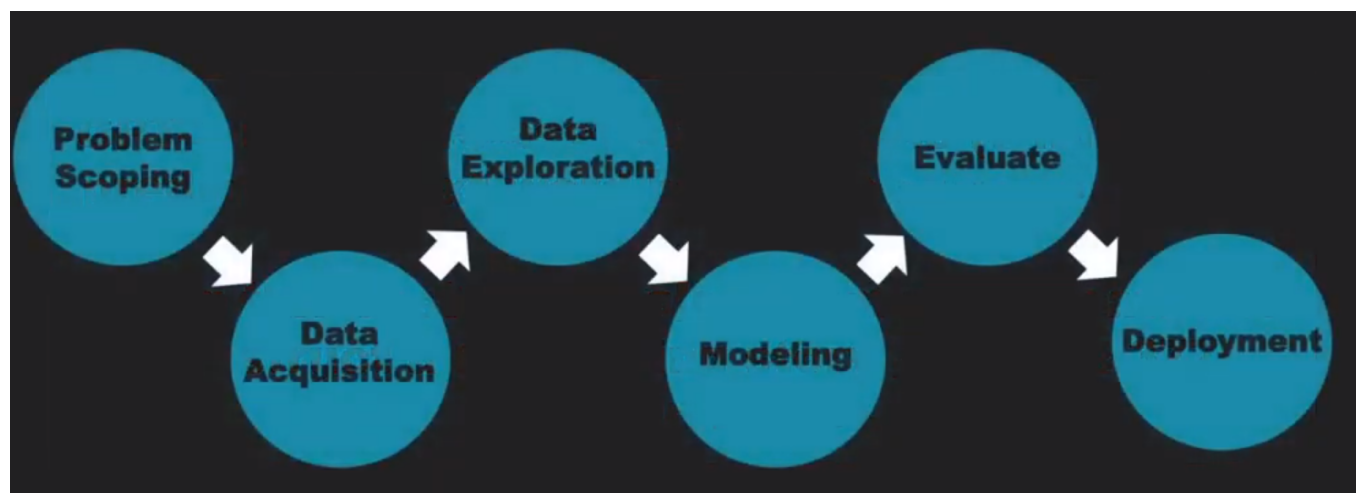 Problem
Scoping
Data
Acquisition
Data
Exploration
Modeling
Evaluate
Deployment